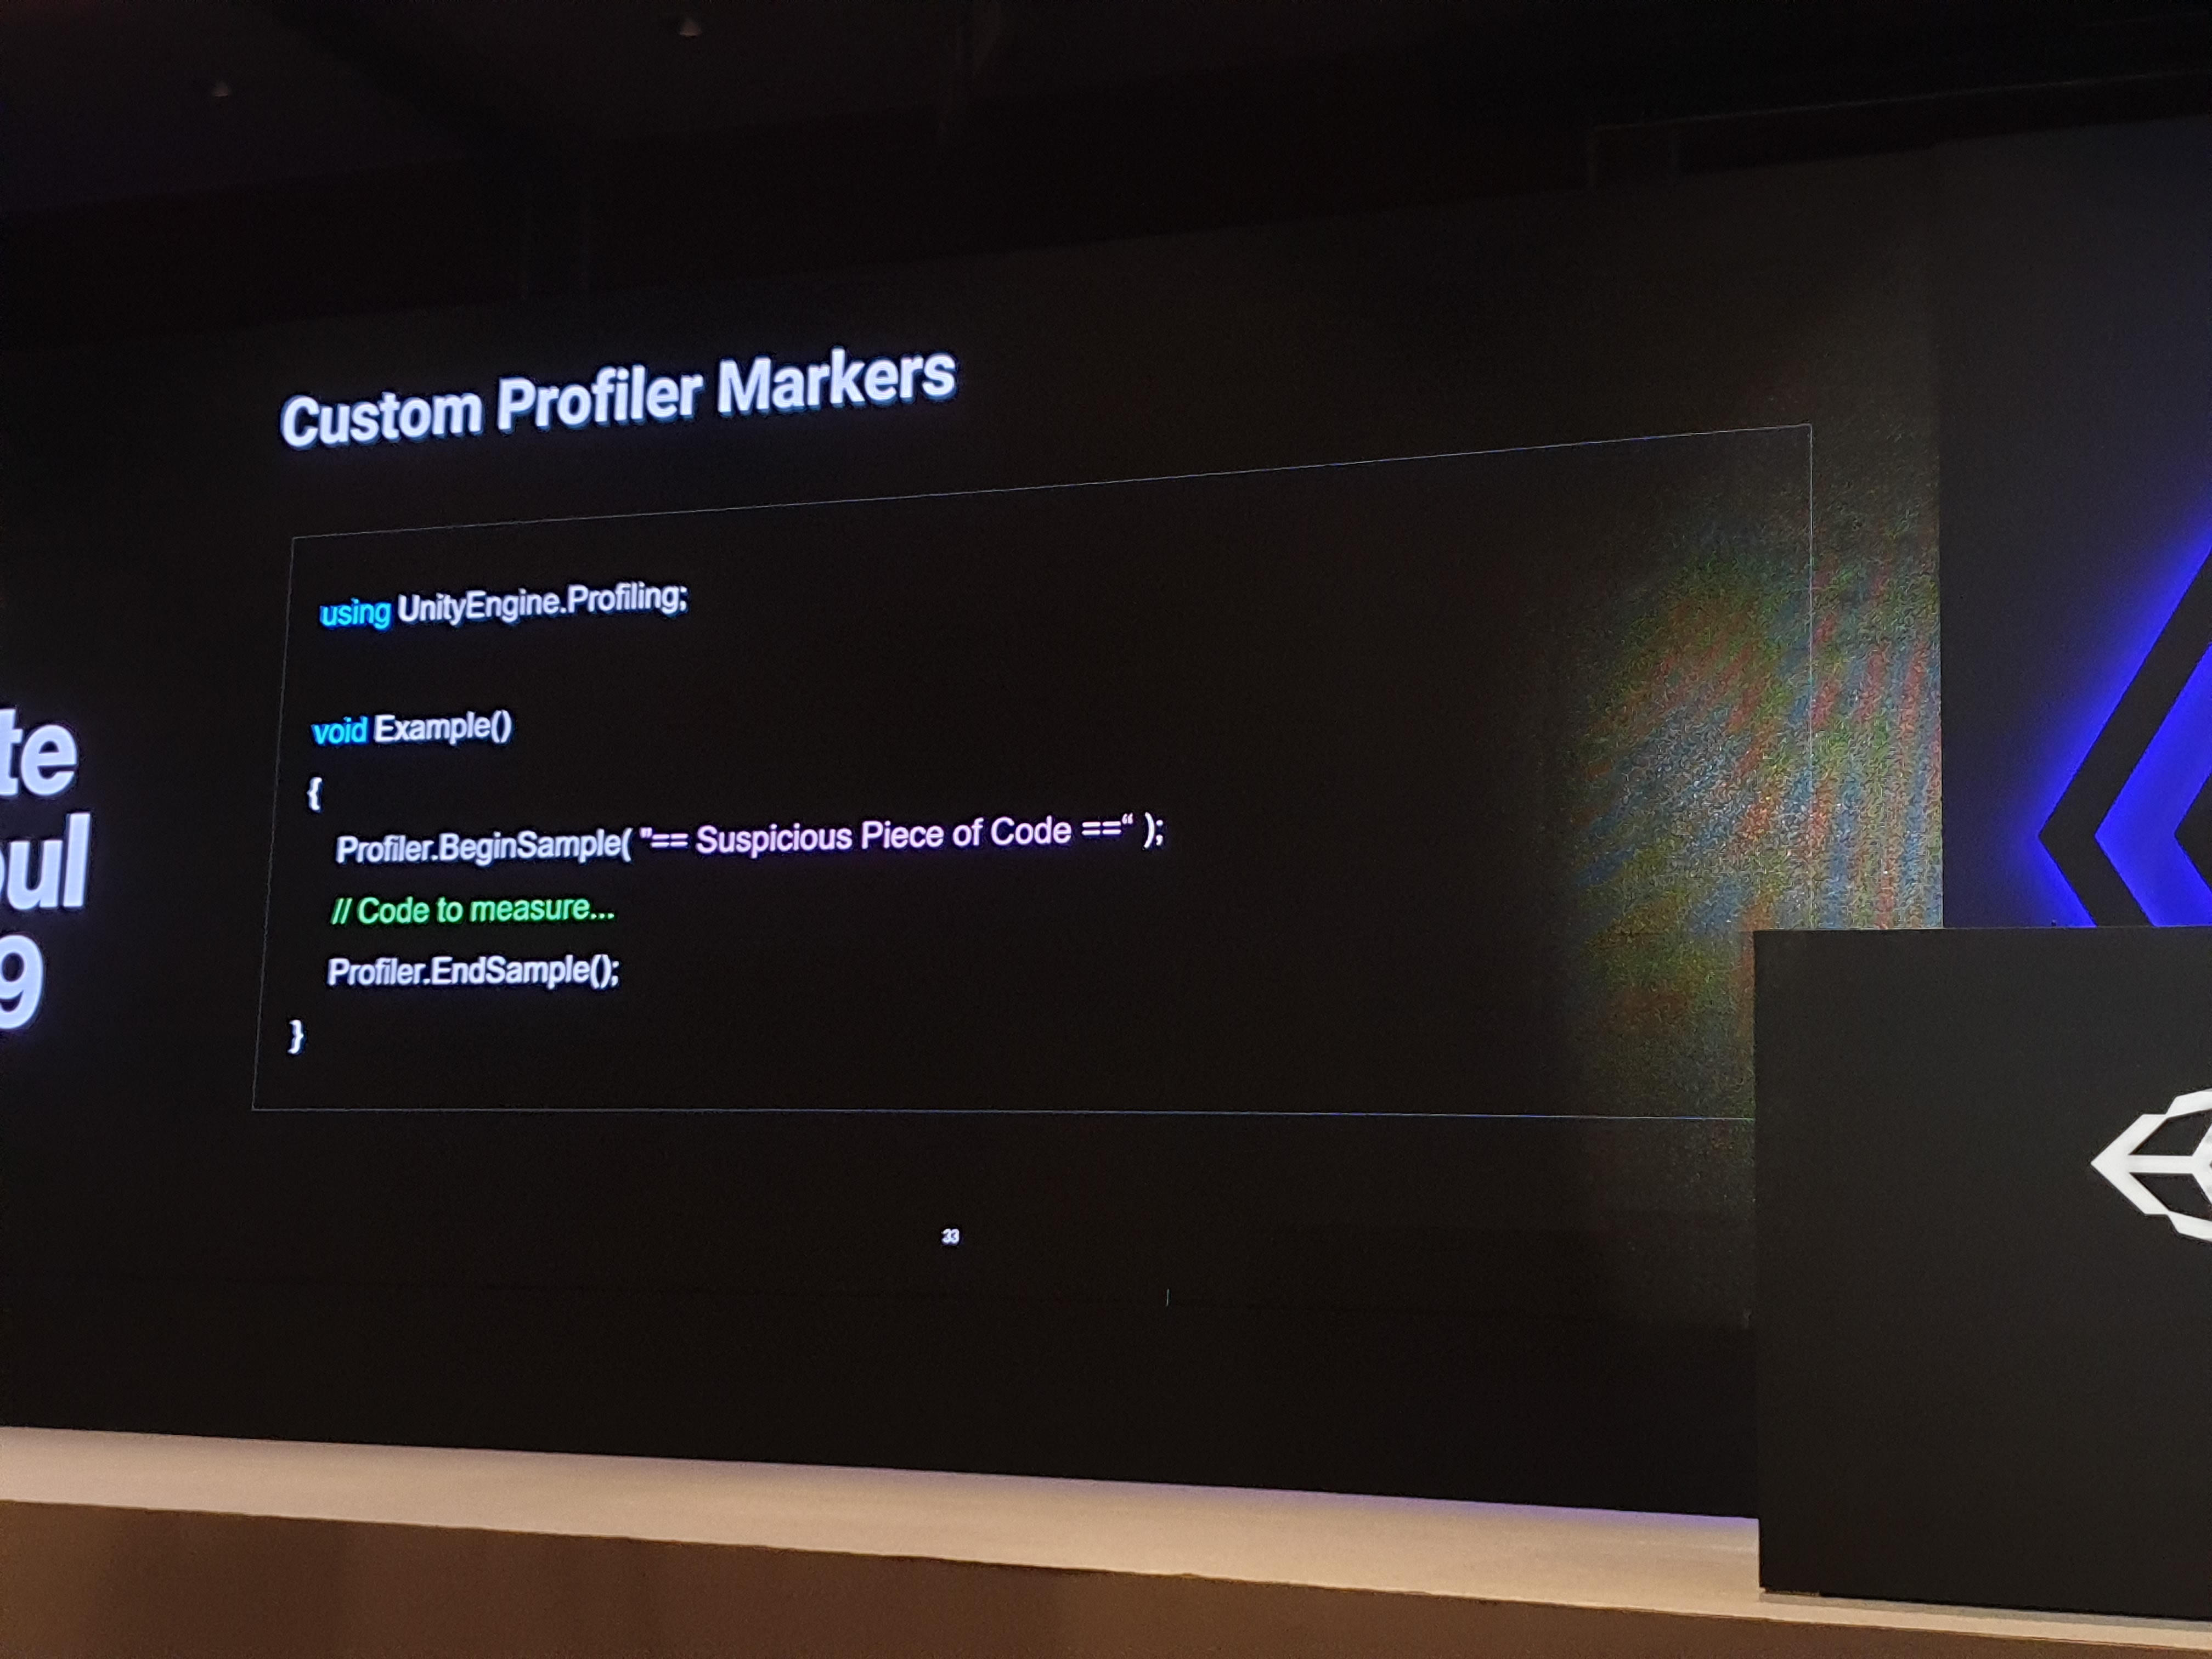 Custom Profiler Markers
using UnityEngine.Profiling;
void Example()
{
Profiler.BeginSample( "== Suspicious Piece of Code ==“ );
// Code to measure...
Profiler.EndSample();
}
te
oul
9
33